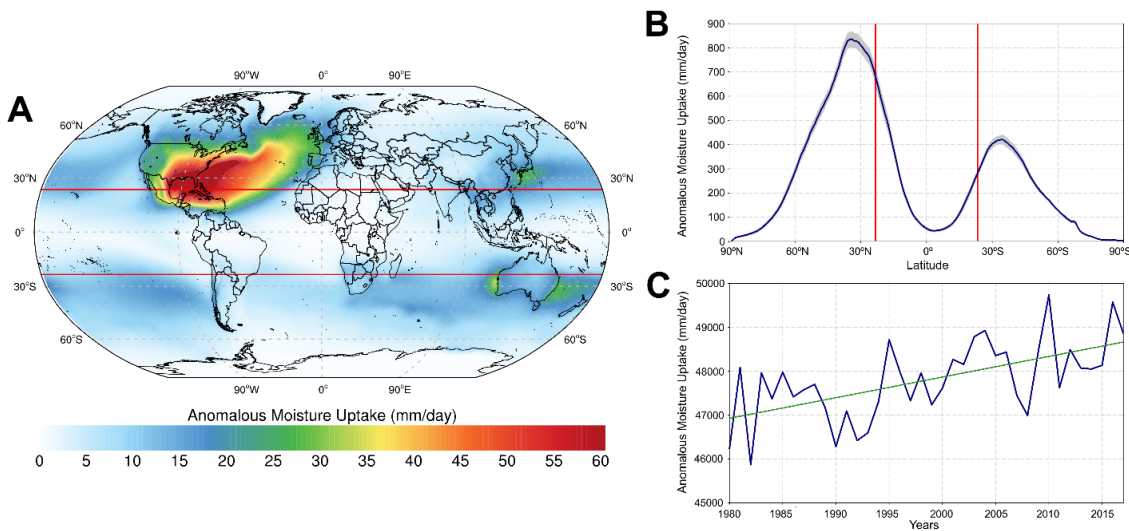 A
90°W 0° 90°E
60°N 60°N
30°N 30°N
0° 0°
30°S 30°S
60°S 60°S
90°W 0° 90°E
Anomalous Moisture Uptake (mm/day)
0 5 10 15 20 25 30 35 40 45 50 55 60
B
Anomalous Moisture Uptake (mm/day)
900
800
700
600
500
400
300
200
100
0
90°N 60°N 30°N 0°N 30°S 60°S 90°S
Latitude
C
Anomalous Moisture Uptake (mm/day)
50000
49000
48000
47000
46000
45000
1980 1985 1990 1995 2000 2005 2010 2015
Years